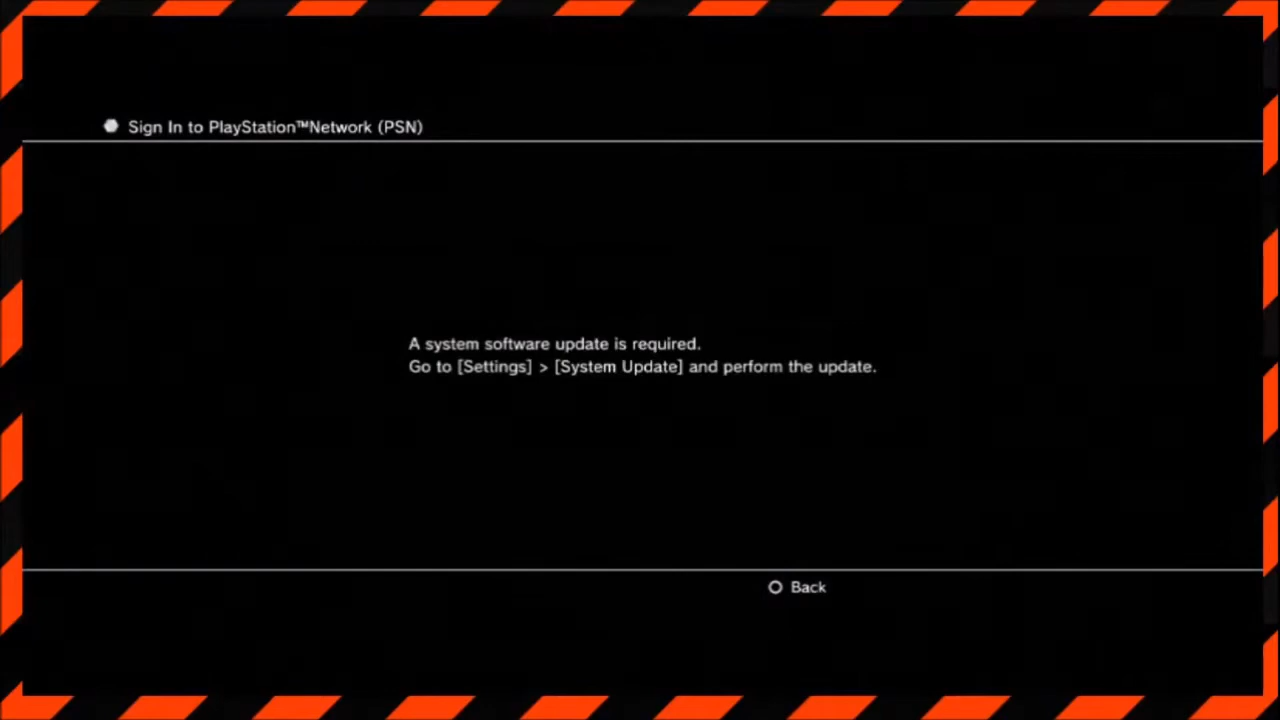 Sign In to PlayStation™Network (PSN)
A system software update is required.
Go to [Settings] > [System Update] and perform the update.
Back